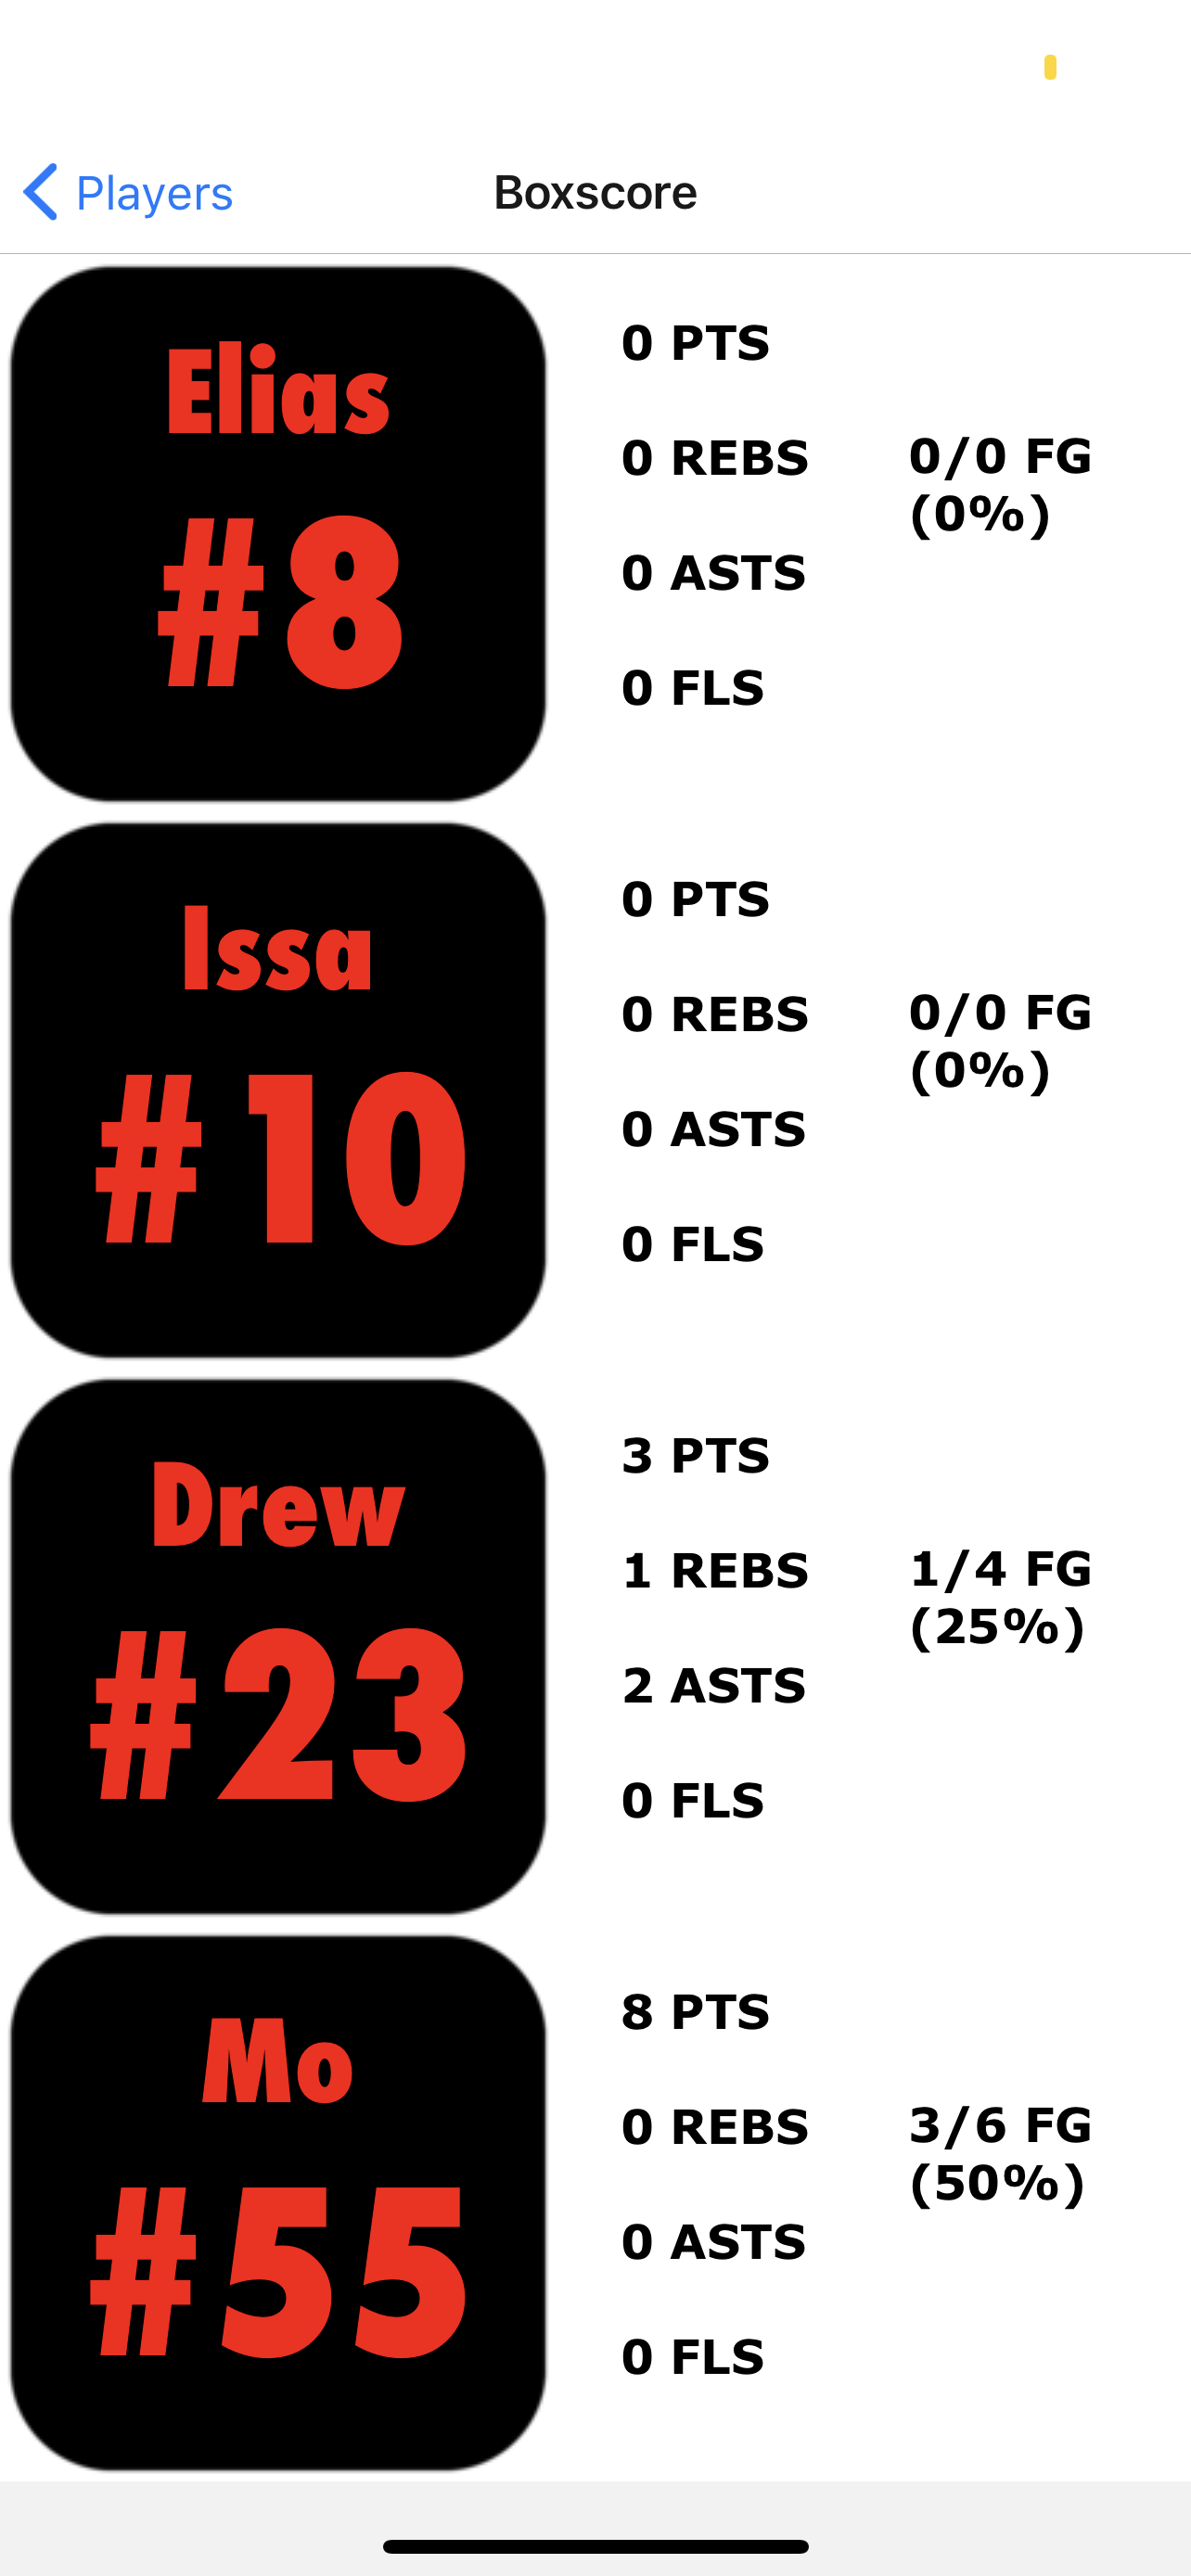 Players
Boxscore
Elias
#8
0 PTS
0 REBS
0 ASTS
0 FLS
0/0 FG
(0%)
Issa
#10
0 PTS
0 REBS
0 ASTS
0 FLS
0/0 FG
(0%)
Drew
#23
3 PTS
1 REBS
2 ASTS
0 FLS
1/4 FG
(25%)
Mo
#55
8 PTS
0 REBS
0 ASTS
0 FLS
3/6 FG
(50%)